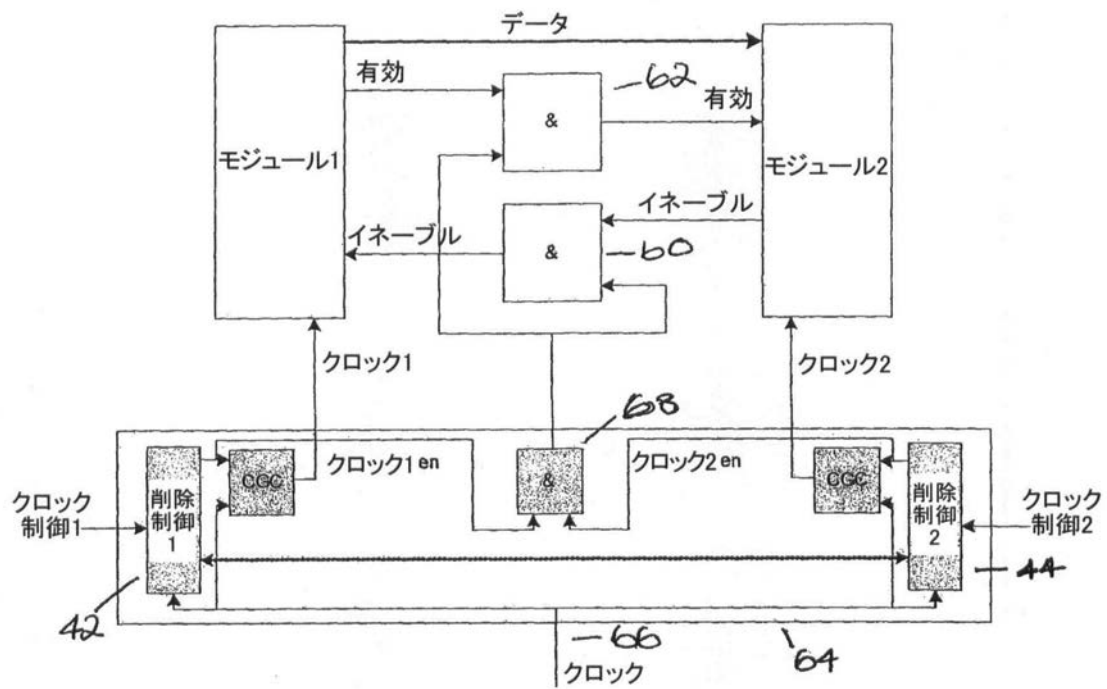 データ
有効
62
有効
&
モジュール1
モジュール2
イネーブル
イネーブル
&
60
クロック1
クロック2
68
クロック1en
クロック2en
CGC
&
CGC
クロック
制御1
削除
制御
1
削除
制御
2
クロック
制御2
42
44
66
64
クロック